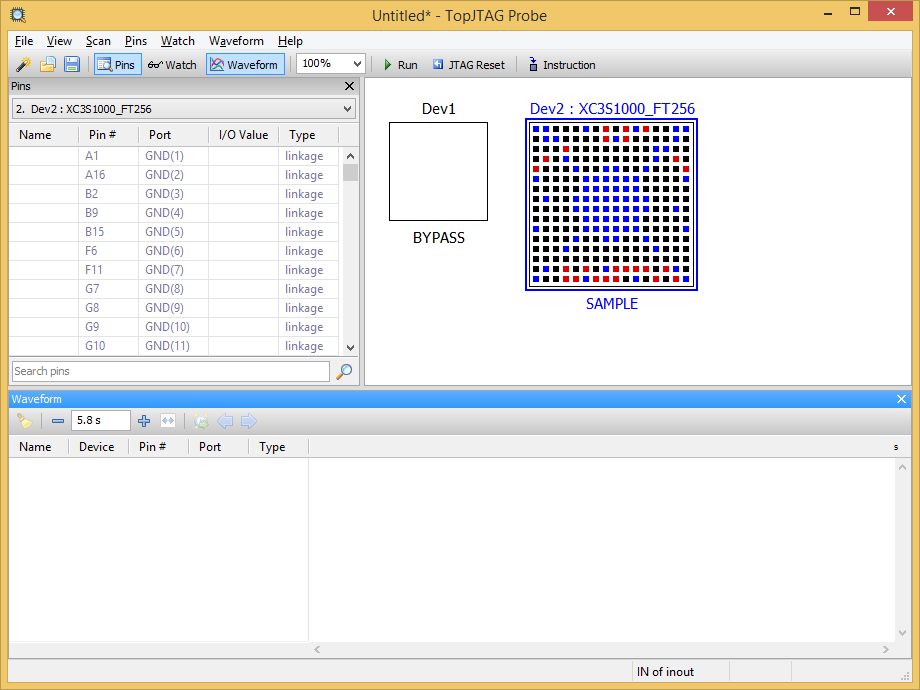 Untitled* - TopJTAG Probe
File View Scan Pins Watch Waveform Help
Pins Watch Waveform 100% Run JTAG Reset Instruction
Pins
2. Dev2 : XC3S1000_FT256
Name Pin # Port I/O Value Type
A1 GND(1) linkage
A16 GND(2) linkage
B2 GND(3) linkage
B9 GND(4) linkage
B15 GND(5) linkage
F6 GND(6) linkage
F11 GND(7) linkage
G7 GND(8) linkage
G8 GND(9) linkage
G9 GND(10) linkage
G10 GND(11) linkage
Search pins
Dev1
BYPASS
Dev2 : XC3S1000_FT256
SAMPLE
Waveform
5.8 s
Name Device Pin # Port Type s
IN of inout